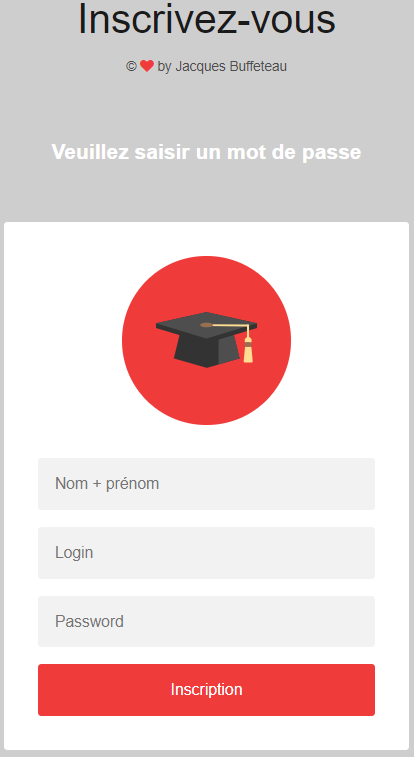 Inscrivez-vous
© ❤ by Jacques Buffeteau
Veuillez saisir un mot de passe
Nom + prénom
Login
Password
Inscription